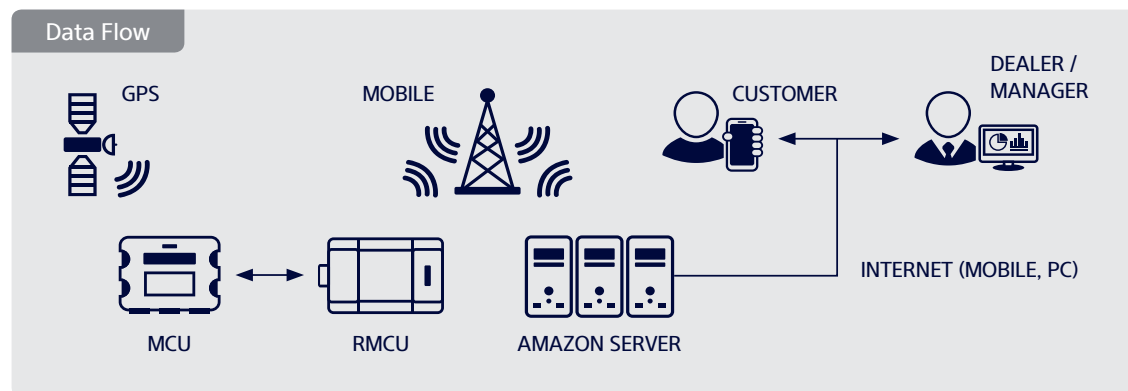 Data Flow
GPS
MOBILE
CUSTOMER
DEALER /
MANAGER
MCU
RMCU
AMAZON SERVER
INTERNET (MOBILE, PC)